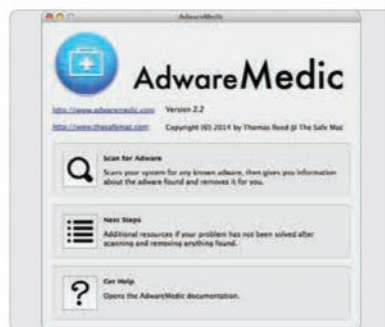 AdwareMedic
AdwareMedic
http://www.adwaremedic.com Version 2.2
http://www.thesafemac.com Copyright (C) 2014 by Thomas Reed @ The Safe Mac
Scan for Adware
Scans your system for any known adware, then gives you information
about the adware found and removes it for you.
Next Steps
Additional resources if your problem has not been solved after
scanning and removing anything found.
?
Get Help
Opens the AdwareMedic documentation.